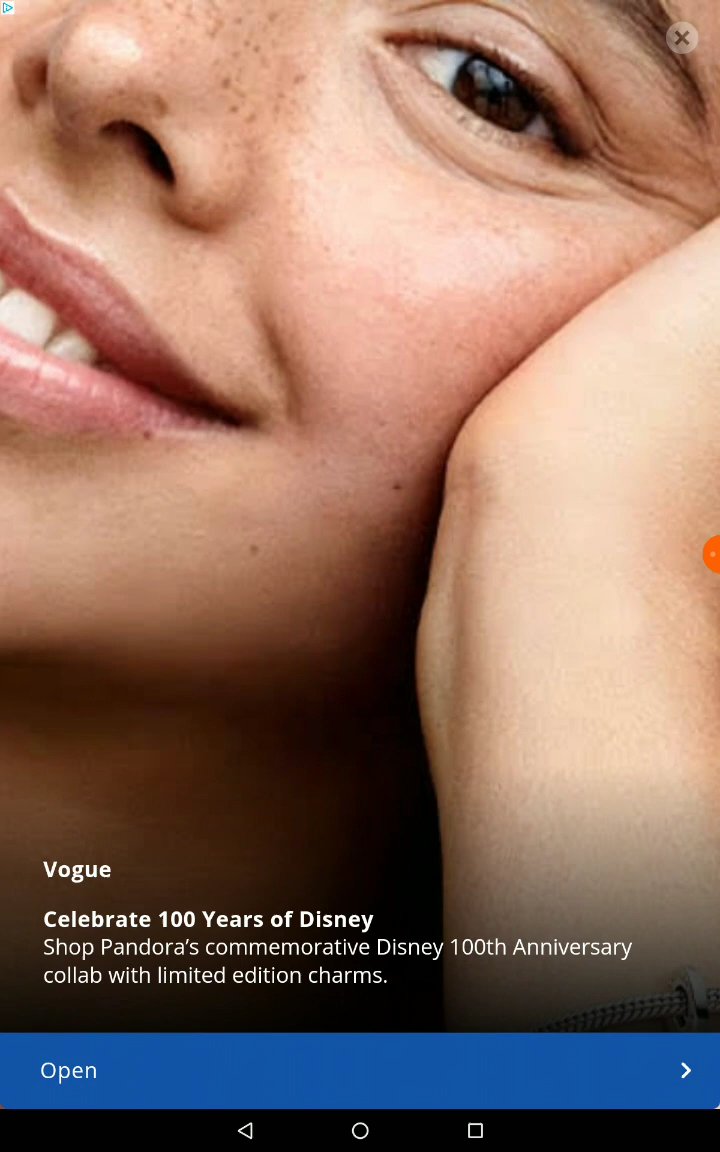 Vogue
Celebrate 100 Years of Disney
Shop Pandora’s commemorative Disney 100th Anniversary
collab with limited edition charms.
Open